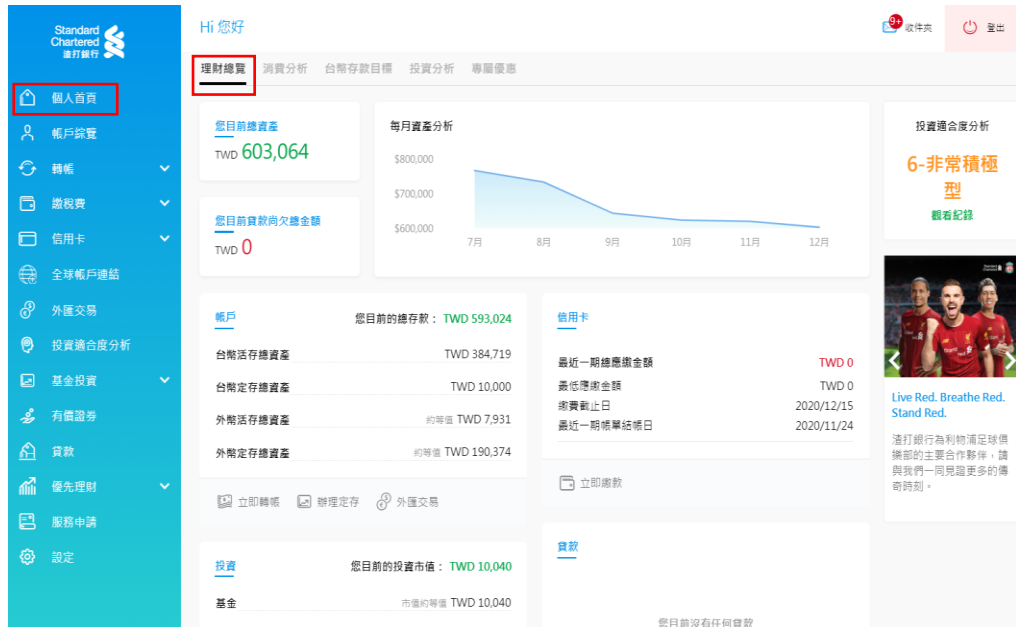 Standard
Chartered
渣打銀行
個人首頁
帳戶綜覽
轉帳
繳稅費
信用卡
全球帳戶連結
外匯交易
投資適合度分析
基金投資
有價證券
貸款
優先理財
服務申請
設定
Hi 您好
9+
收件夾
登出
理財總覽 消費分析 台幣存款目標 投資分析 專屬優惠
您目前總資產
TWD 603,064
您目前貸款尚欠總金額
TWD 0
每月資產分析
$800,000
$700,000
$600,000
7月 8月 9月 10月 11月 12月
投資適合度分析
6-非常積極
型
觀看紀錄
帳戶
您目前的總存款： TWD 593,024
台幣活存總資產 TWD 384,719
台幣定存總資產 TWD 10,000
外幣活存總資產 約等值 TWD 7,931
外幣定存總資產 約等值 TWD 190,374
立即轉帳 辦理定存 外匯交易
信用卡
最近一期總應繳金額 TWD 0
最低應繳金額 TWD 0
繳費截止日 2020/12/15
最近一期帳單結帳日 2020/11/24
立即繳款
Live Red. Breathe Red.
Stand Red.
渣打銀行為利物浦足球俱
樂部的主要合作夥伴，請
與我們一同見證更多的傳
奇時刻。
投資
您目前的投資市值： TWD 10,040
基金 市值約等值 TWD 10,040
貸款
您目前沒有任何貸款